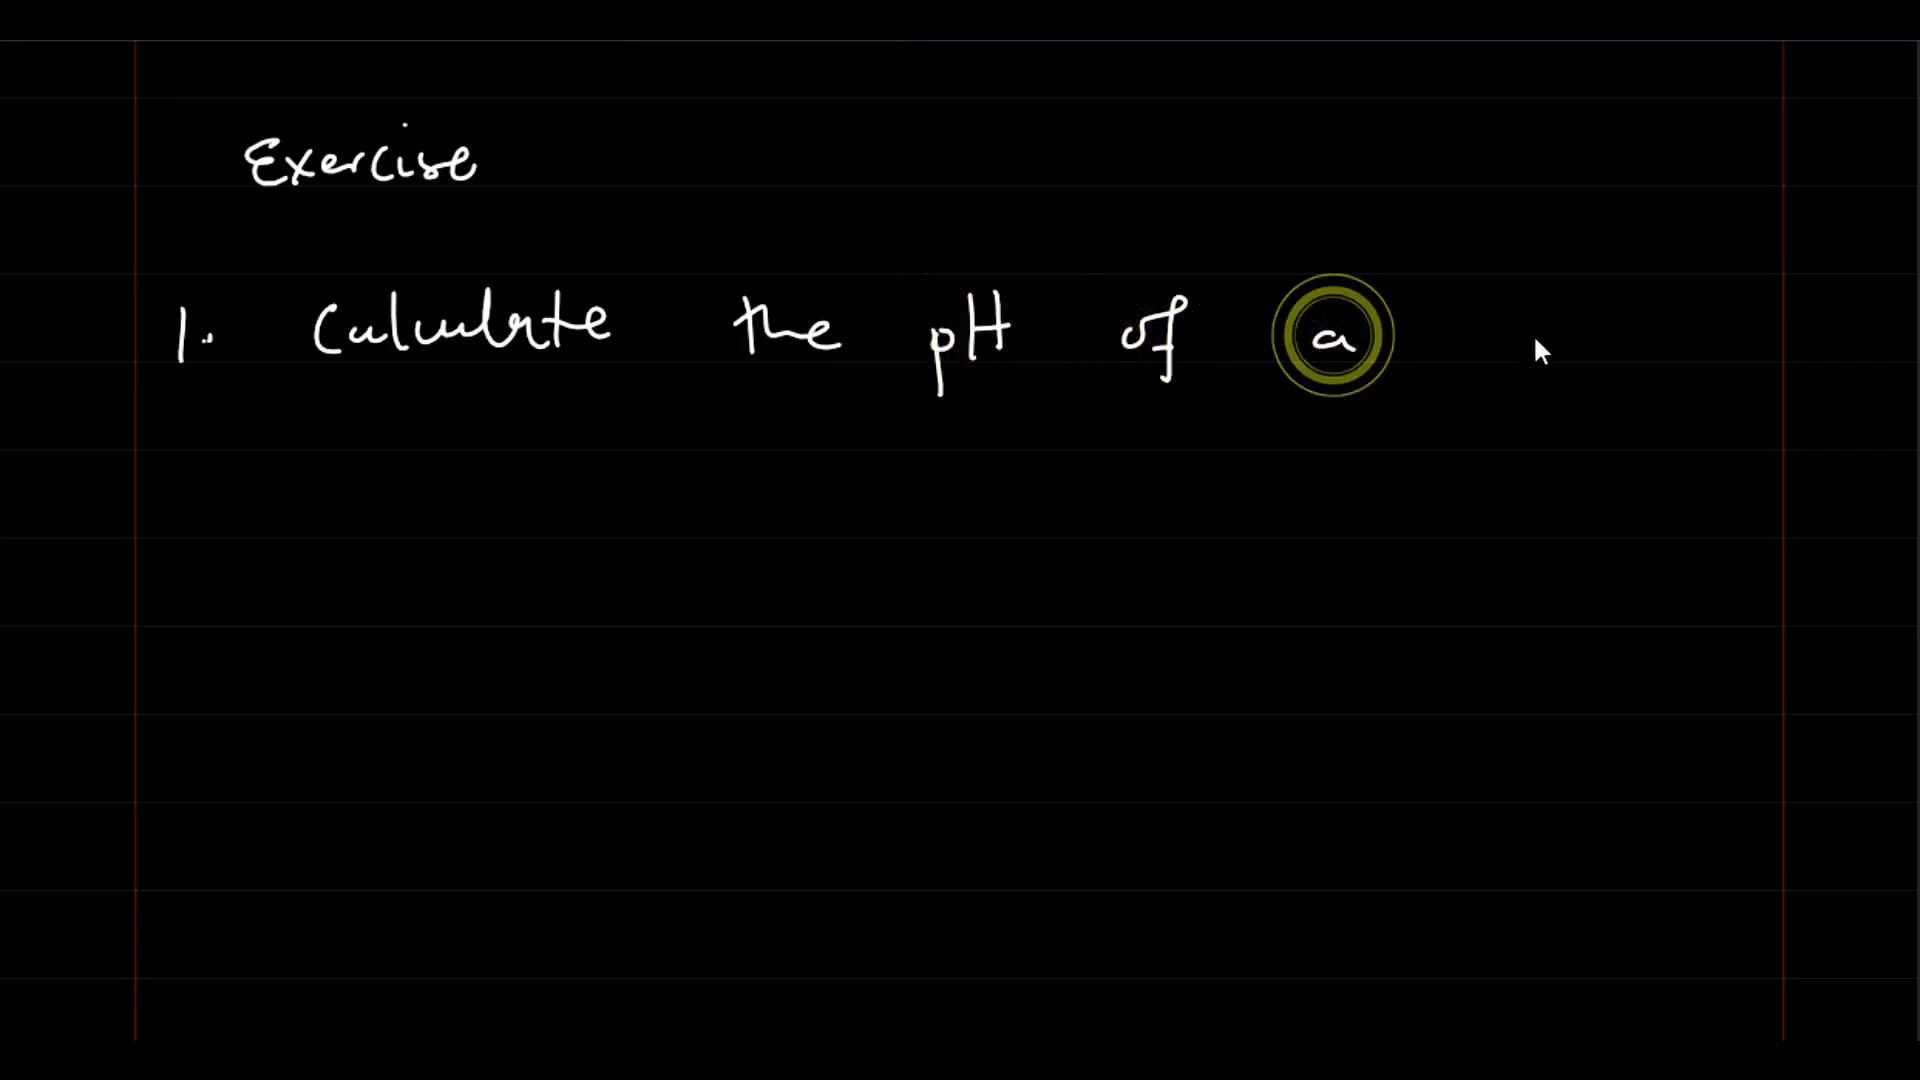 Exercise
1. Calculate the pH of a